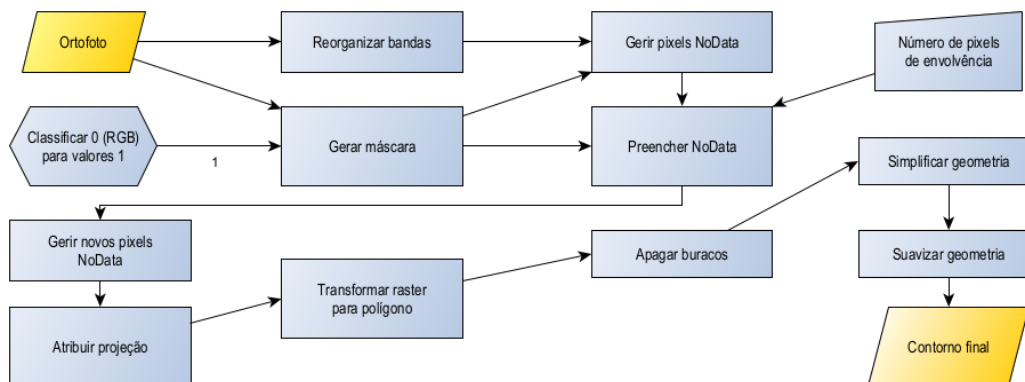 Ortofoto
Reorganizar bandas
Gerir pixels NoData
Número de pixels
de envolvência
Classificar 0 (RGB)
para valores 1
1
Gerar máscara
Preencher NoData
Simplificar geometria
Gerir novos pixels
NoData
Transformar raster
para polígono
Apagar buracos
Suavizar geometria
Atribuir projeção
Contorno final